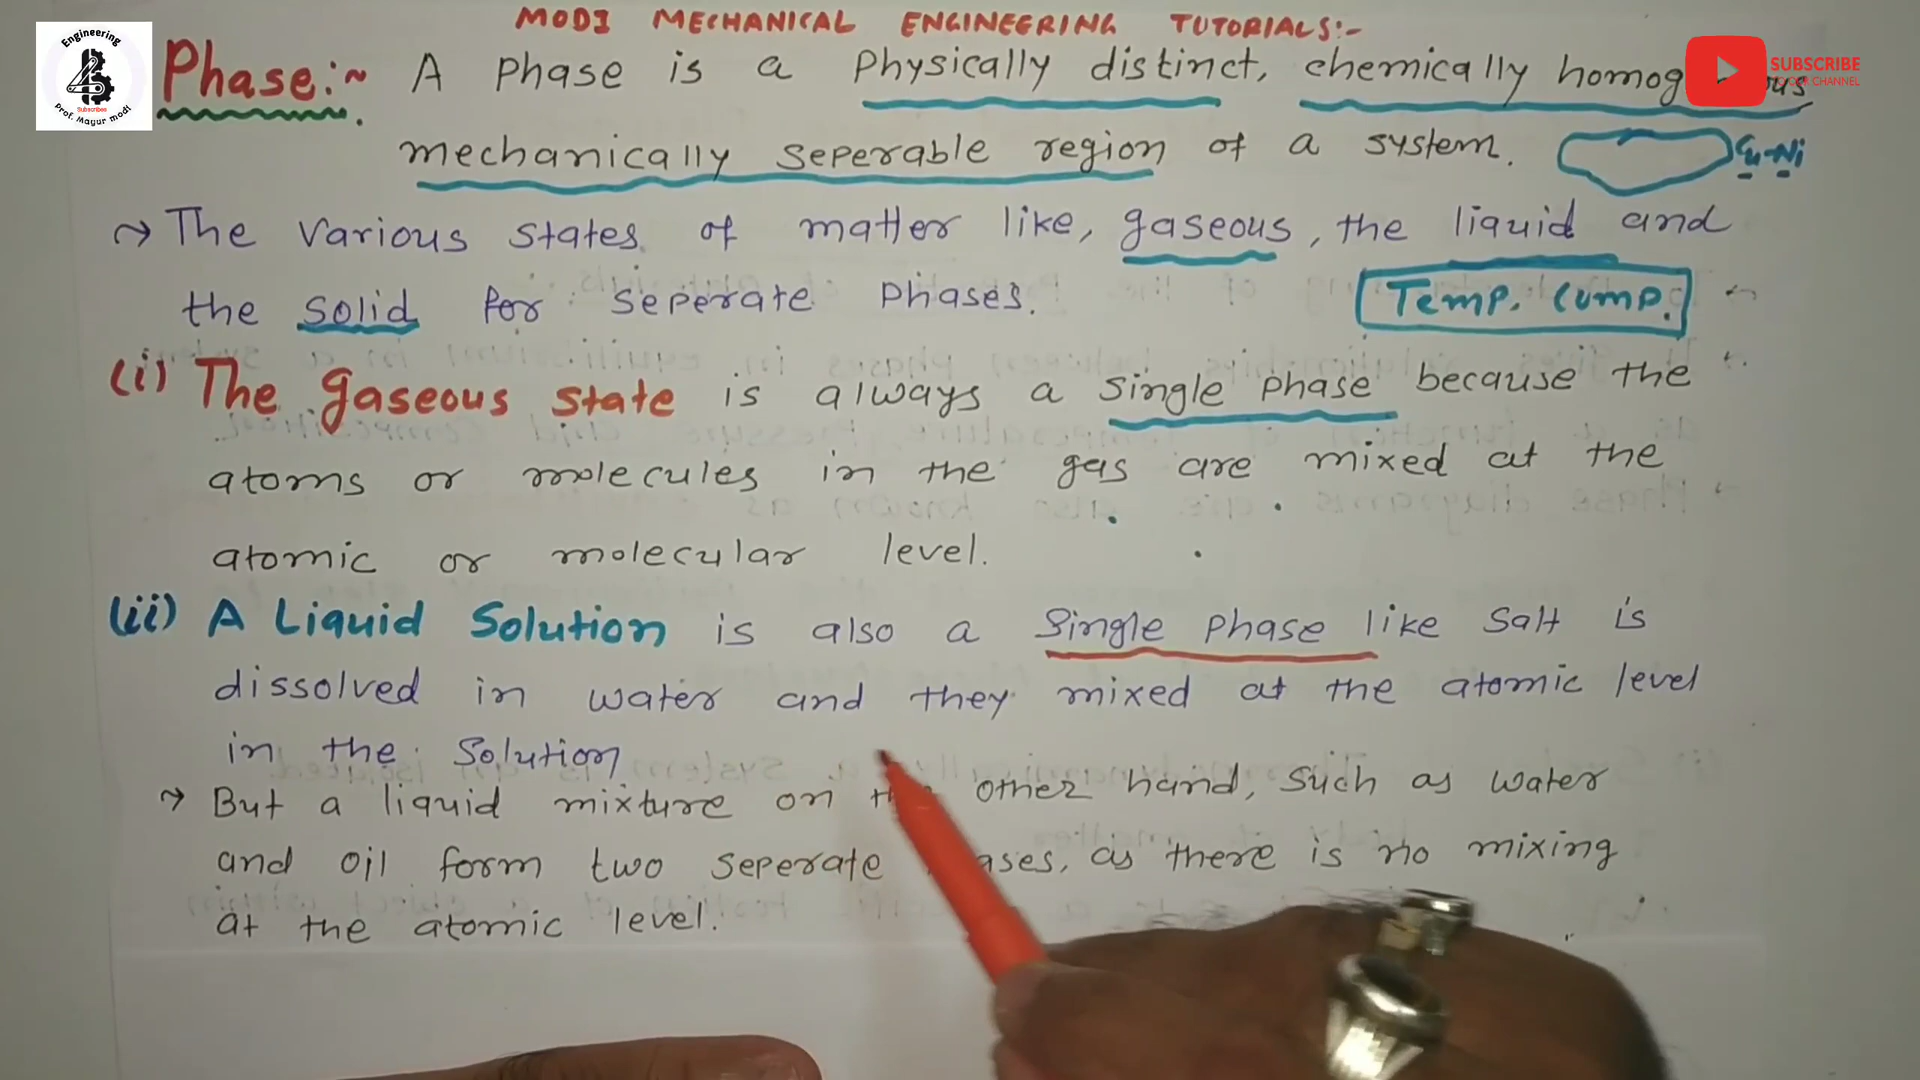 MODI MECHANICAL ENGINEERING TUTORIALS:-
Engineering
Subscribe
Prof. Mayur modi
SUBSCRIBE
Phase:~ A Phase is a Physically distinct, chemically
mechanically seperable region of a system. Cu-Ni
→ The various states of matter like, gaseous, the liquid and
the solid for seperate Phases. Temp. Comp.
(i) The gaseous state is always a single phase because the
atoms or molecules in the gas are mixed at the
atomic or molecular level.
(ii) A Liquid Solution is also a Single phase like Salt is
dissolved in water and they mixed at the atomic level
in the Solution
→ But a liquid mixture on other hand, such as water
and oil form two seperate as there is no mixing
at the atomic level.